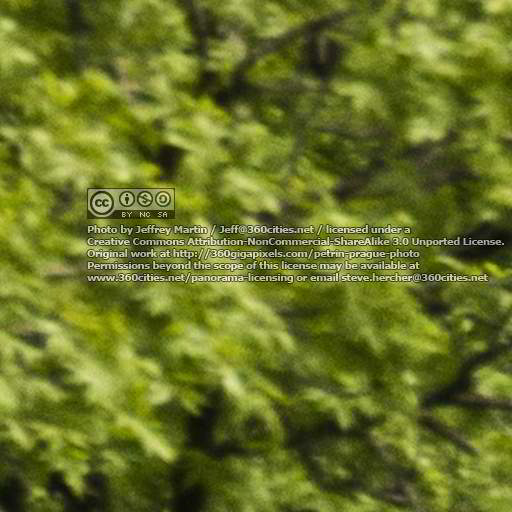 cc
BY NC SA
Photo by Jeffrey Martin / Jeff@360cities.net / licensed under a
Creative Commons Attribution-NonCommercial-ShareAlike 3.0 Unported License.
Original work at http://360gigapixels.com/petrin-prague-photo
Permissions beyond the scope of this license may be available at
www.360cities.net/panorama-licensing or email steve.hercher@360cities.net